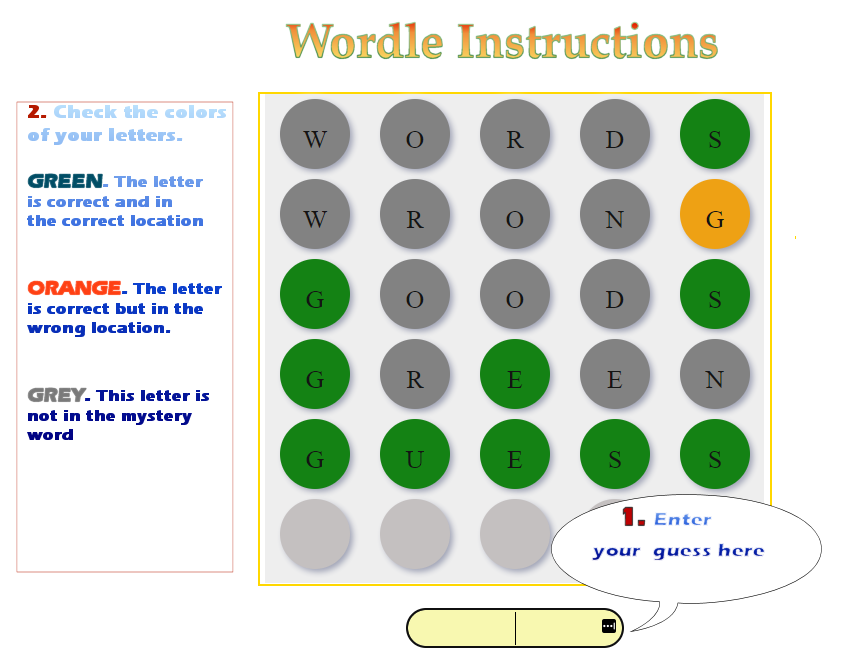 Wordle Instructions
2. Check the colors
of your letters.
GREEN. The letter
is correct and in
the correct location
ORANGE. The letter
is correct but in the
wrong location.
GREY. This letter is
not in the mystery
word
W O R D S
W R O N G
G O O D S
G R E E N
G U E S S
1. Enter
your guess here